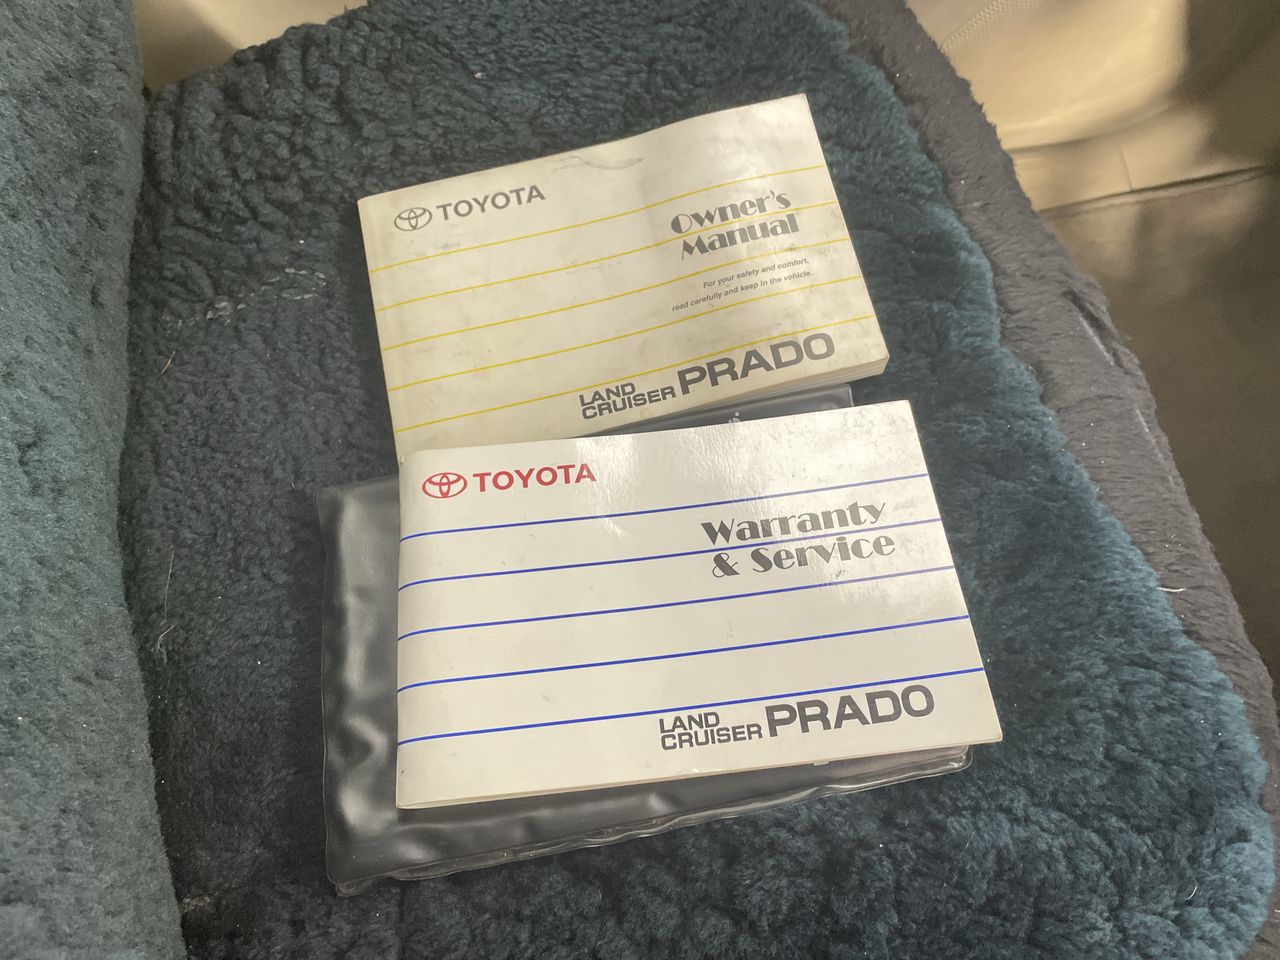 TOYOTA
Owner's
Manual
For your safety and comfort,
read carefully and keep in the vehicle.
LAND
CRUISER PRADO
TOYOTA
Warranty
& Service
LAND
CRUISER PRADO